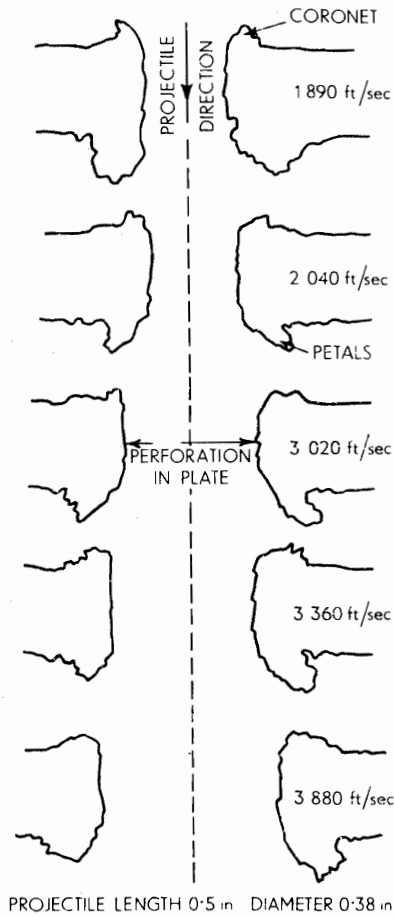 CORONET
PROJECTILE
DIRECTION
1 890 ft/sec
2 040 ft/sec
PETALS
3 020 ft/sec
PERFORATION
IN PLATE
3 360 ft/sec
3 880 ft/sec
PROJECTILE LENGTH 0·5 in DIAMETER 0·38 in